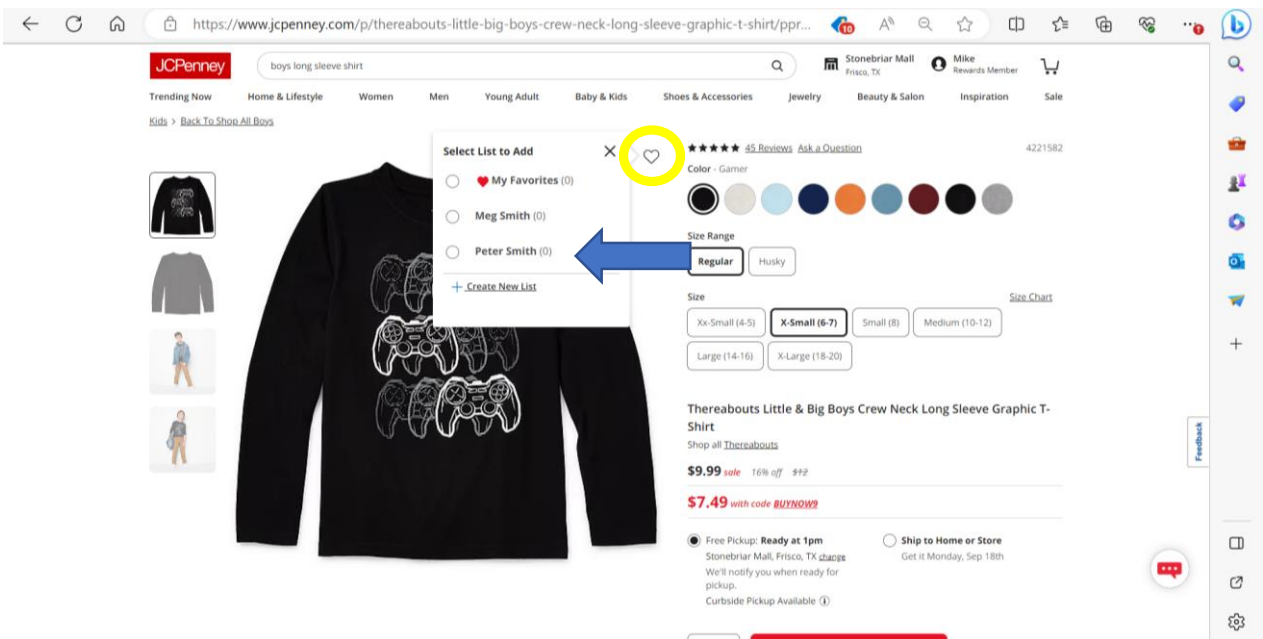 https://www.jcpenney.com/p/thereabouts-little-big-boys-crew-neck-long-sleeve-graphic-t-shirt/ppr...
10
JCPenney
boys long sleeve shirt
Stonebriar Mall
Frisco, TX
Mike
Rewards Member
Trending Now Home & Lifestyle Women Men Young Adult Baby & Kids Shoes & Accessories Jewelry Beauty & Salon Inspiration Sale
Kids > Back To Shop All Boys
Select List to Add
My Favorites (0)
Meg Smith (0)
Peter Smith (0)
+ Create New List
★★★★★ 45 Reviews Ask a Question 4221582
Color - Gamer
Size Range
Regular Husky
Size Size Chart
Xx-Small (4-5) X-Small (6-7) Small (8) Medium (10-12)
Large (14-16) X-Large (18-20)
Thereabouts Little & Big Boys Crew Neck Long Sleeve Graphic T-
Shirt
Shop all Thereabouts
$9.99 sale 16% off $12
$7.49 with code BUYNOW9
Free Pickup: Ready at 1pm
Stonebriar Mall, Frisco, TX change
We'll notify you when ready for
pickup.
Curbside Pickup Available
Ship to Home or Store
Get it Monday, Sep 18th
Feedback